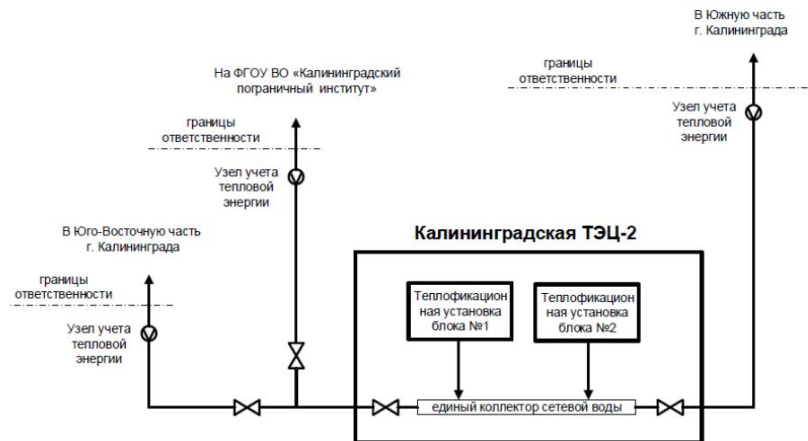 В Южную часть
г. Калининграда
границы
ответственности
Узел учета
тепловой
энергии
На ФГОУ ВО «Калининградский
пограничный институт»
границы
ответственности
Узел учета
тепловой
энергии
В Юго-Восточную часть
г. Калининграда
границы
ответственности
Узел учета
тепловой
энергии
Калининградская ТЭЦ-2
Теплофикацион
ная установка
блока №1
Теплофикацион
ная установка
блока №2
единый коллектор сетевой воды